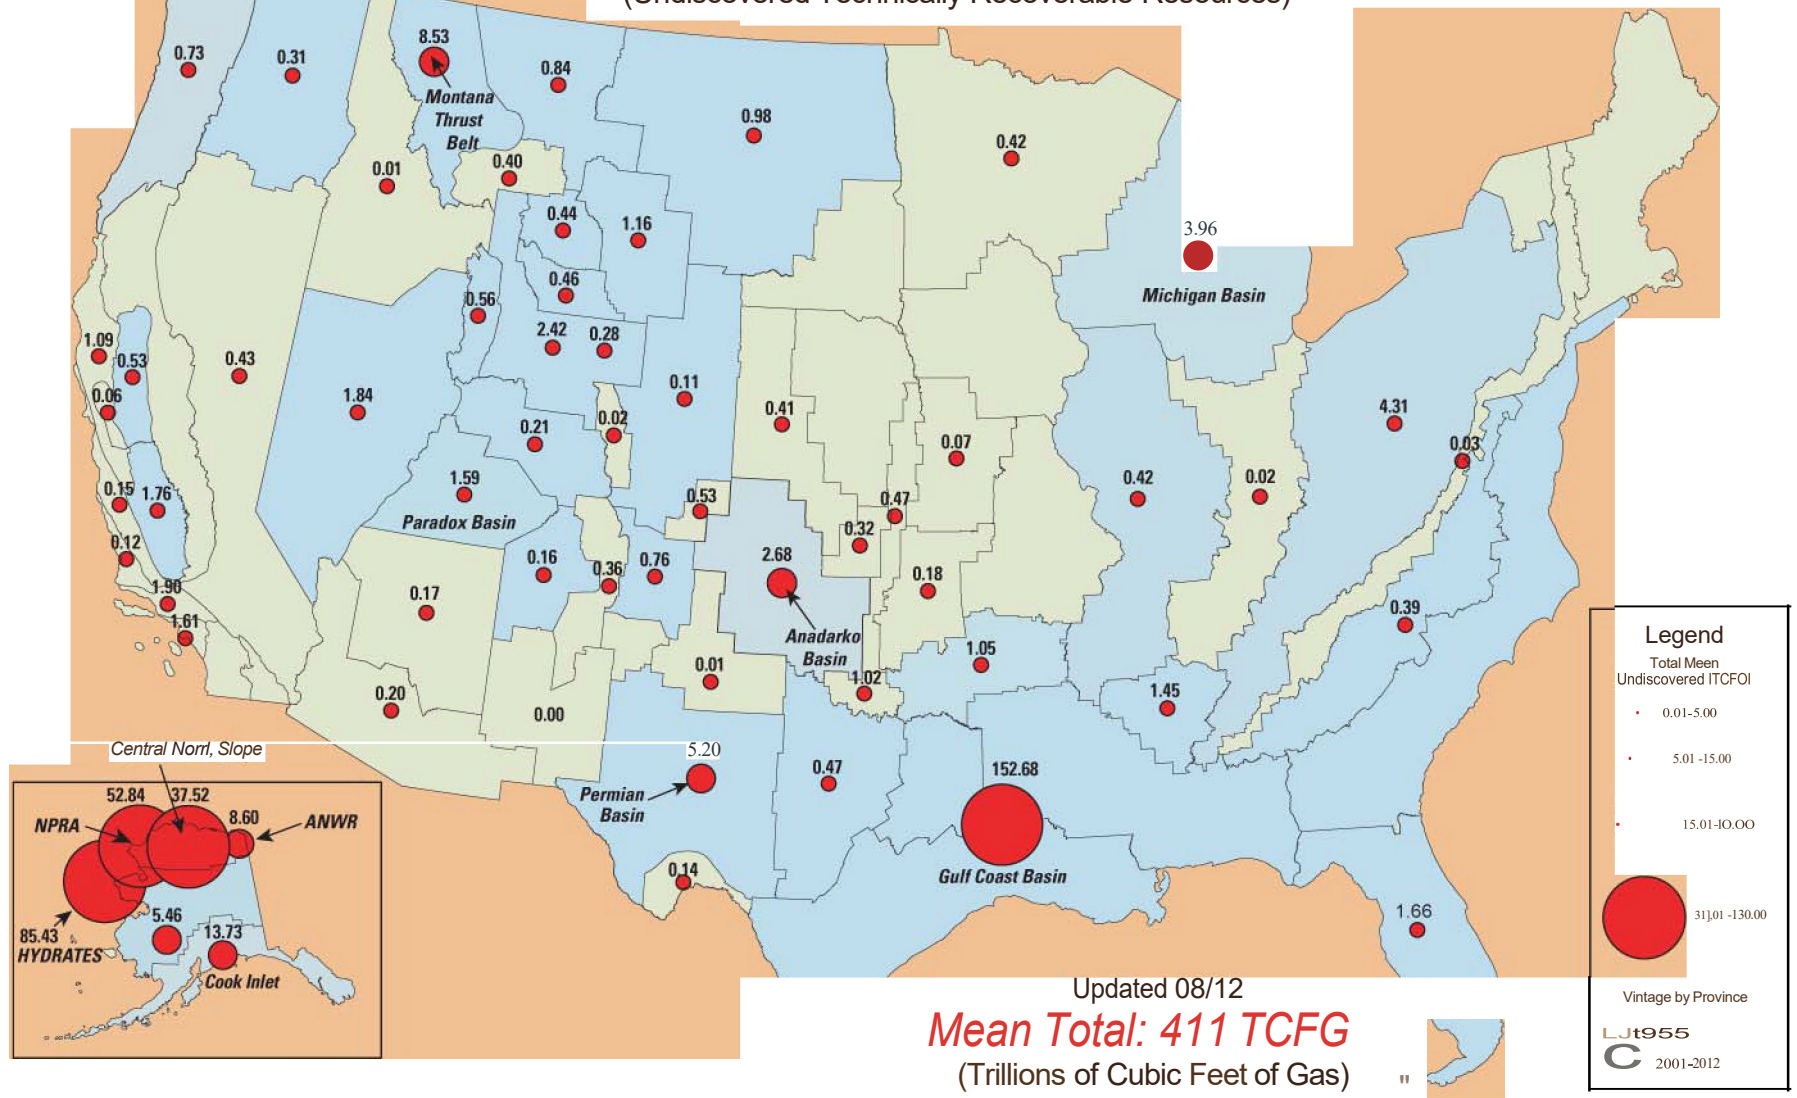 (Undiscovered Technically Recoverable Resources)
0.73
0.31
8.53
0.84
Montana
Thrust
Belt
0.98
0.42
0.01
0.40
0.44
1.16
3.96
Michigan Basin
0.46
0.56
2.42
0.28
1.09
0.53
0.43
0.06
1.84
0.11
0.02
0.41
0.21
0.07
4.31
0.03
1.59
Paradox Basin
0.15
1.76
0.53
0.47
0.42
0.02
0.32
0.12
0.16
0.36
0.76
2.68
0.18
1.90
0.17
1.61
Anadarko
Basin
0.39
1.05
0.01
1.02
0.20
0.00
1.45
Central Norrl, Slope
5.20
Permian
Basin
0.47
152.68
Gulf Coast Basin
0.14
1.66
52.84
37.52
8.60
NPRA
ANWR
85.43
HYDRATES
5.46
13.73
Cook Inlet
Updated 08/12
Mean Total: 411 TCFG
(Trillions of Cubic Feet of Gas)
"
Legend
Total Meen
Undiscovered ITCFOI
0.01-5.00
5.01 -15.00
15.01-IO.OO
31],01 -130.00
Vintage by Province
LJt955
C 2001-2012